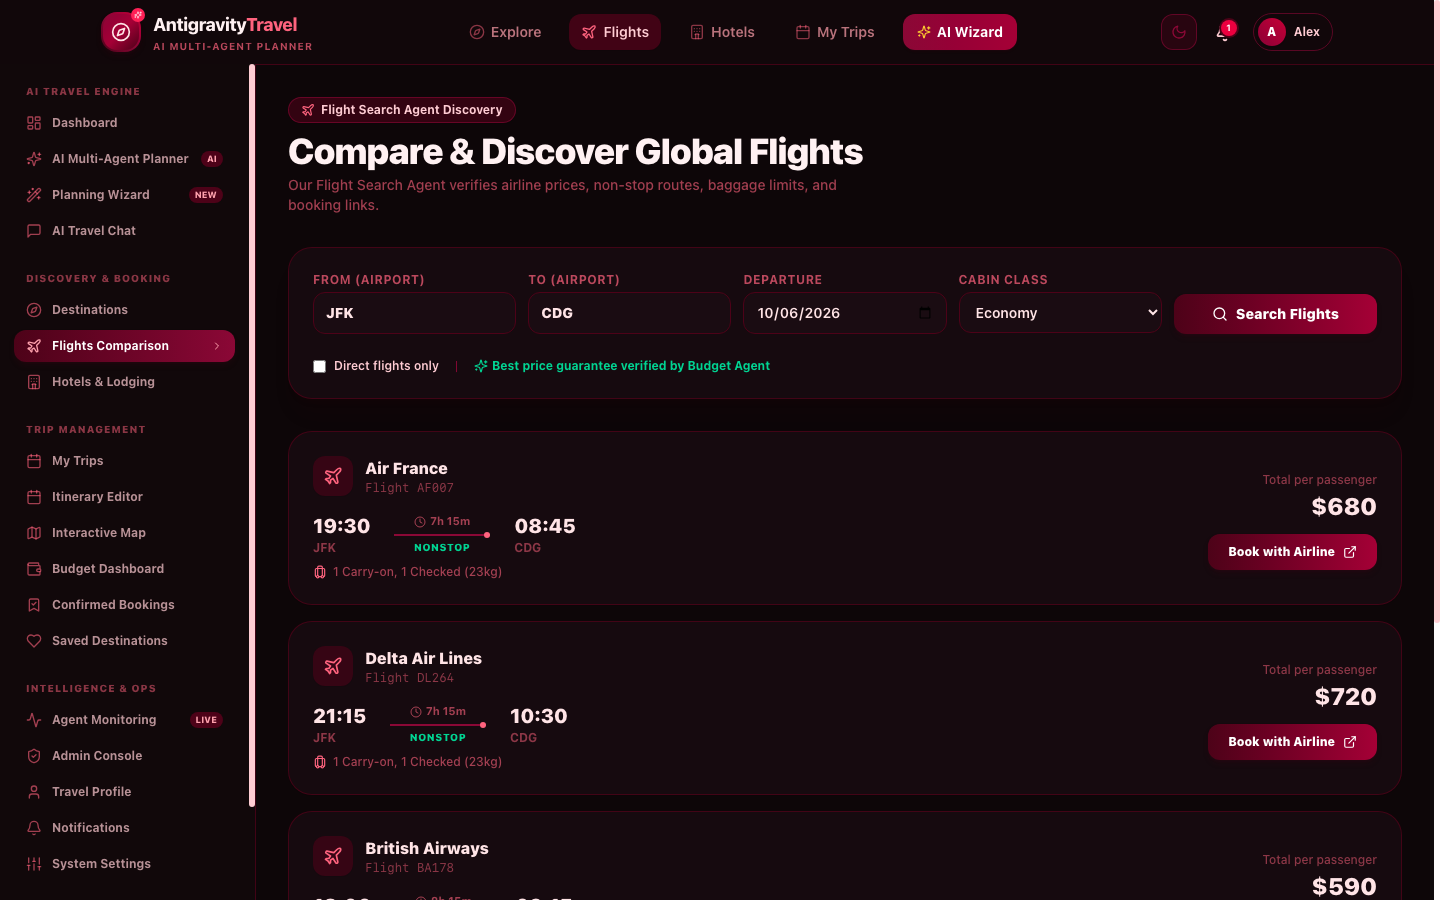 AntigravityTravel
AI MULTI-AGENT PLANNER
Explore
Flights
Hotels
My Trips
AI Wizard
1
A
Alex
AI TRAVEL ENGINE
Dashboard
AI Multi-Agent Planner AI
Planning Wizard NEW
AI Travel Chat
DISCOVERY & BOOKING
Destinations
Flights Comparison
Hotels & Lodging
TRIP MANAGEMENT
My Trips
Itinerary Editor
Interactive Map
Budget Dashboard
Confirmed Bookings
Saved Destinations
INTELLIGENCE & OPS
Agent Monitoring LIVE
Admin Console
Travel Profile
Notifications
System Settings
Flight Search Agent Discovery
Compare & Discover Global Flights
Our Flight Search Agent verifies airline prices, non-stop routes, baggage limits, and
booking links.
FROM (AIRPORT) TO (AIRPORT) DEPARTURE CABIN CLASS
JFK CDG 10/06/2026 Economy Search Flights
Direct flights only | Best price guarantee verified by Budget Agent
Air France
Flight AF007
19:30 7h 15m 08:45
JFK NONSTOP CDG
1 Carry-on, 1 Checked (23kg)
Total per passenger
$680
Book with Airline
Delta Air Lines
Flight DL264
21:15 7h 15m 10:30
JFK NONSTOP CDG
1 Carry-on, 1 Checked (23kg)
Total per passenger
$720
Book with Airline
British Airways
Flight BA178
Total per passenger
$590